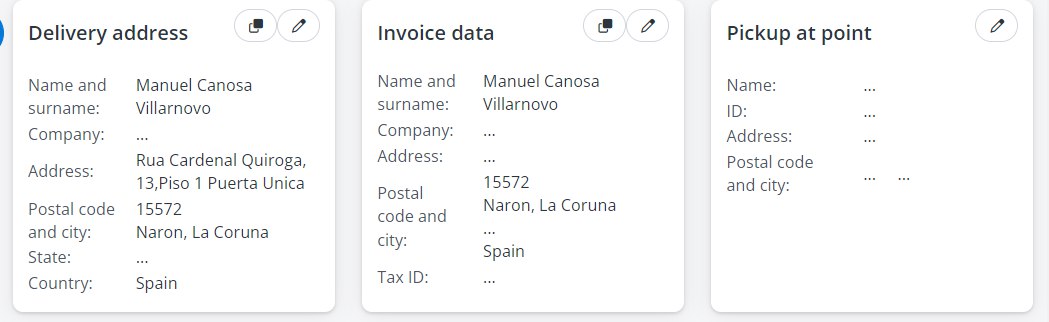 Delivery address
Name and surname: Manuel Canosa Villarnovo
Company: ...
Address: Rua Cardenal Quiroga, 13,Piso 1 Puerta Unica
Postal code and city: 15572 Naron, La Coruna
State: ...
Country: Spain
Invoice data
Name and surname: Manuel Canosa Villarnovo
Company: ...
Address: ...
Postal code and city: 15572 Naron, La Coruna ... Spain
Tax ID: ...
Pickup at point
Name: ...
ID: ...
Address: ...
Postal code and city: ... ...